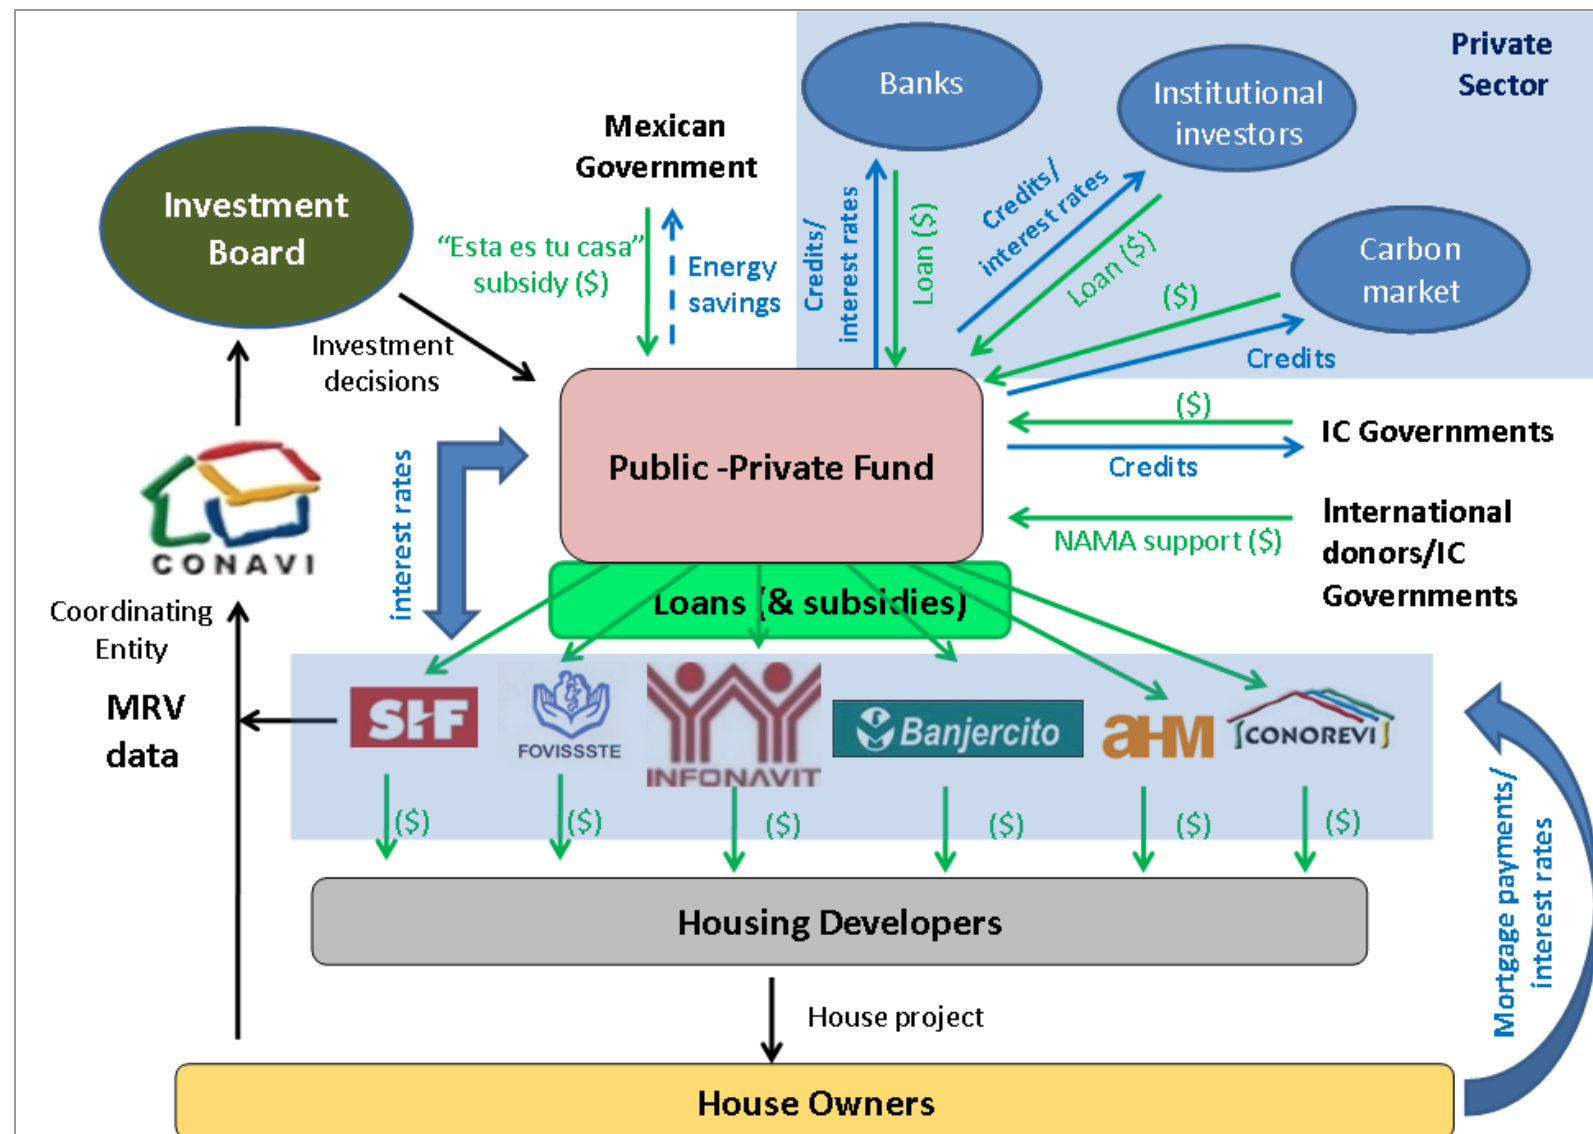 Private
Sector
Banks
Institutional
investors
Carbon
market
Mexican
Government
Investment
Board
"Esta es tu casa"
subsidy ($)
Energy
savings
Credits/
interest rates
Loan ($)
Credits/
interest rates
Loan ($)
($)
Credits
Investment
decisions
Public -Private Fund
($)
IC Governments
Credits
International
donors/IC
Governments
NAMA support ($)
interest rates
CONAVI
Coordinating
Entity
Loans (& subsidies)
MRV
data
SHF
FOVISSSTE
INFONAVIT
Banjercito
aHM
CONOREVI
($)
($)
($)
($)
($)
($)
Mortgage payments/
interest rates
Housing Developers
House project
House Owners